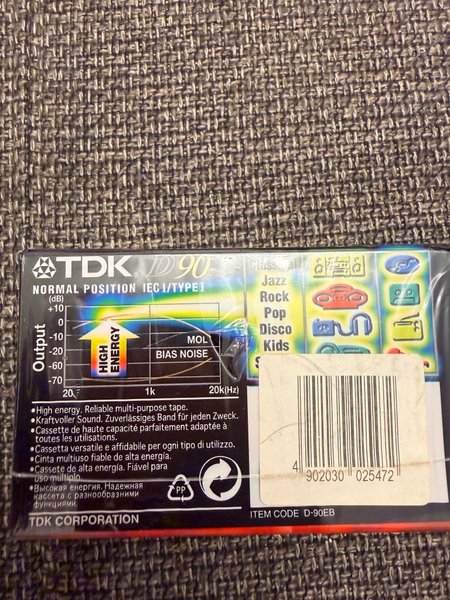 TDK D90
NORMAL POSITION IEC I/TYPE I
(dB)
+10
0
-10
-20
-50
-60
-70
Output
HIGH ENERGY
MOL
BIAS NOISE
20 1k 20k(Hz)
Jazz
Rock
Pop
Disco
Kids
•High energy. Reliable multi-purpose tape.
•Kraftvoller Sound. Zuverlässiges Band für jeden Zweck.
•Cassette de haute capacité parfaitement adaptée à
toutes les utilisations.
•Cassetta versatile e affidabile per ogni tipo di utilizzo.
•Cinta multiuso fiable de alta energía.
•Cassete de alta energia. Fiável para
uso múltiplo.
•Высокая энергия. Надежная
кассета с разнообразными
функциями.
PP
TDK CORPORATION
4 902030 025472
ITEM CODE D-90EB